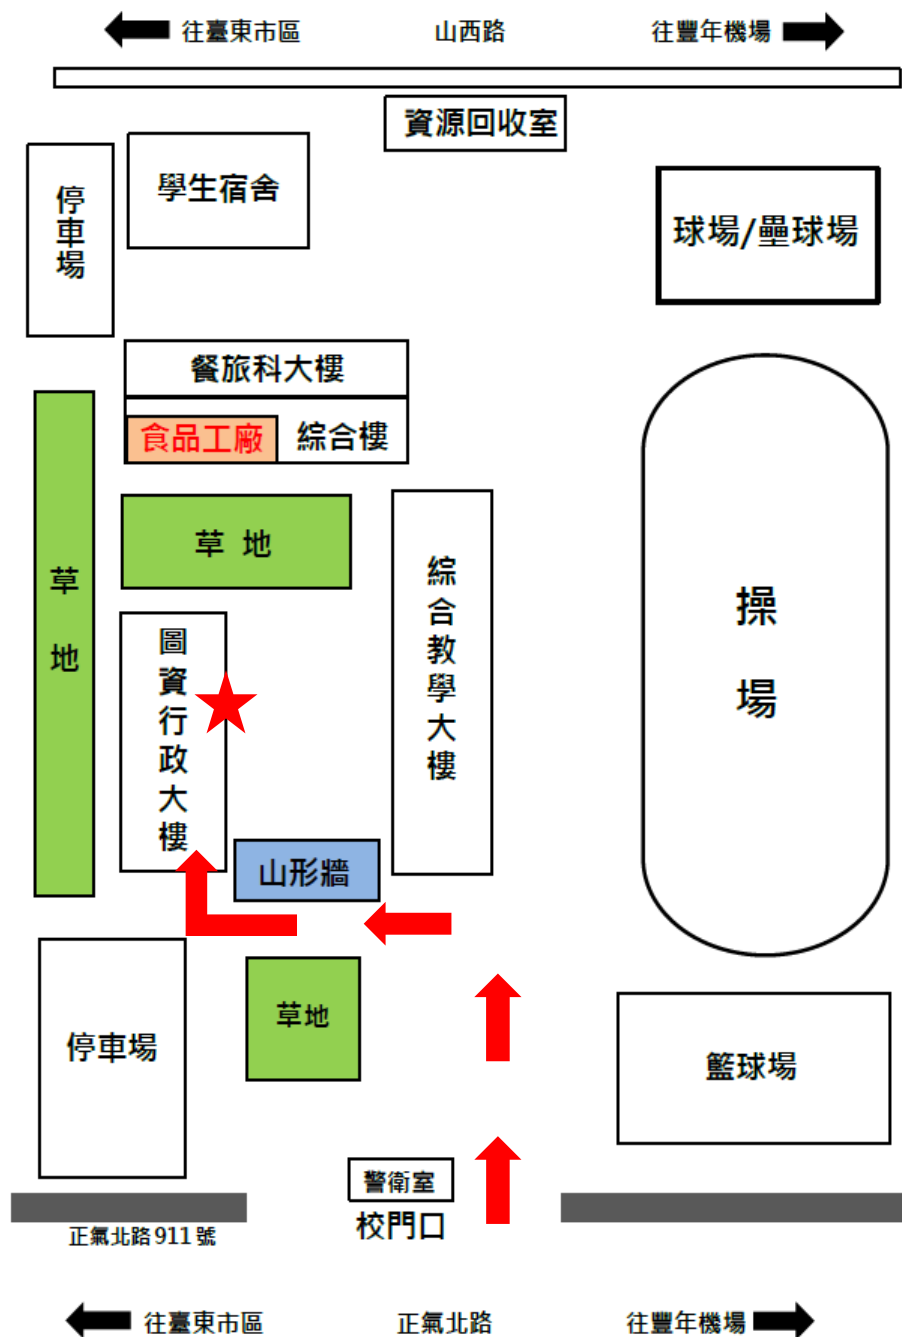 往臺東市區 山西路 往豐年機場
資源回收室
學生宿舍
停車場
球場/壘球場
餐旅科大樓
食品工廠 綜合樓
草地
草地
綜合教學大樓
操場
圖資行政大樓
山形牆
草地
停車場
籃球場
警衛室
校門口
正氣北路911號
往臺東市區 正氣北路 往豐年機場